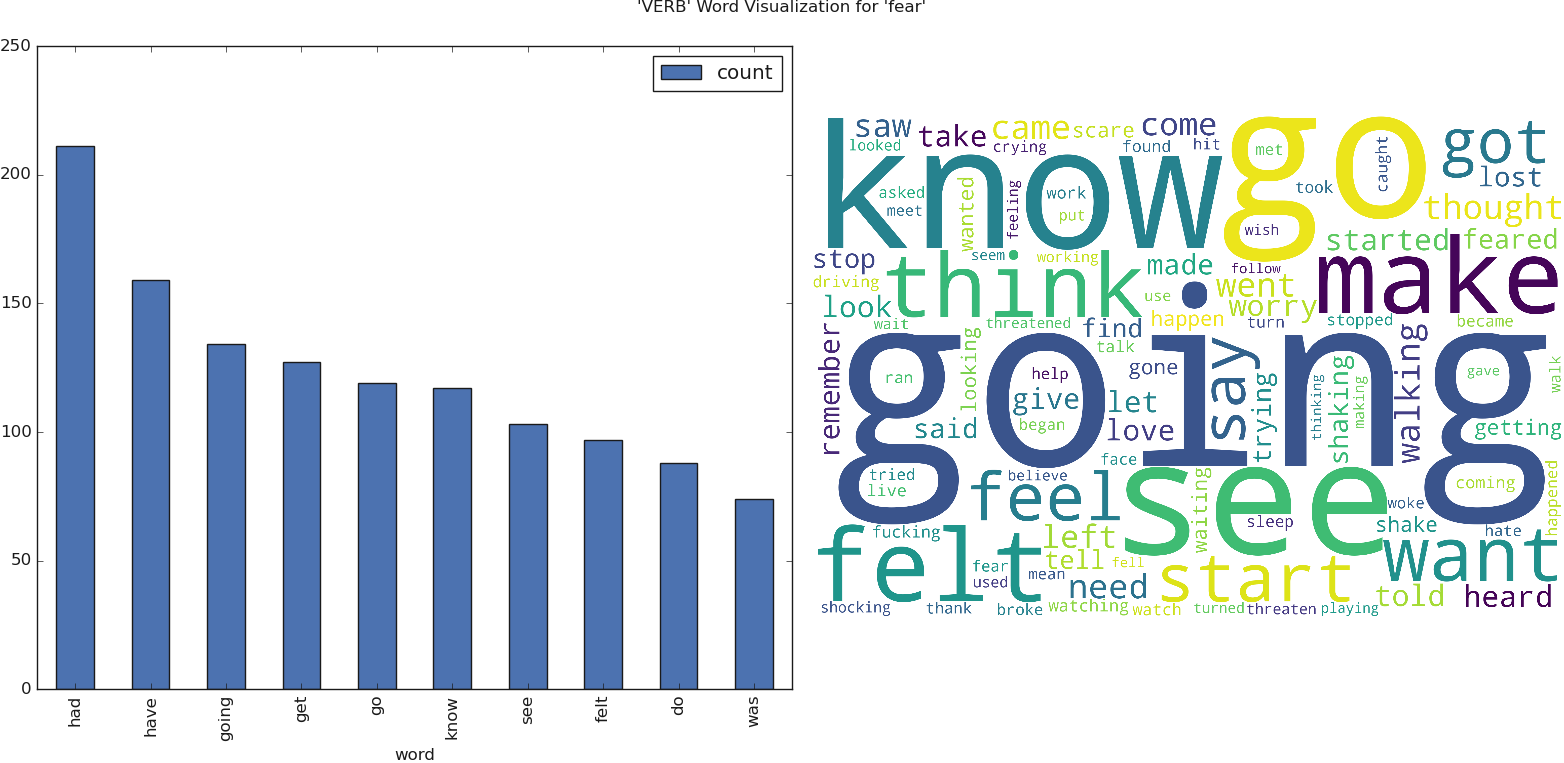 'VERB' Word Visualization for 'fear'
250
200
150
100
50
0
count
had
have
going
get
go
know
see
felt
do
was
word
know
go
going
see
make
think
felt
feel
want
start
got
saw
take
came
scare
come
looked
crying
found
hit
met
caught
lost
took
thought
asked
meet
wanted
feeling
work
put
wish
started
feared
stop
seem
working
made
follow
driving
use
went
worry
look
wait
threatened
find
happen
turn
stopped
became
remember
looking
talk
gone
say
walking
ran
help
give
let
trying
thinking
shaking
making
gave
walk
said
began
love
getting
face
tried
live
believe
waiting
coming
happened
woke
sleep
shake
hate
fucking
left
tell
fell
fear
used
mean
need
told
heard
shocking
thank
broke
watching
watch
turned
threaten
playing